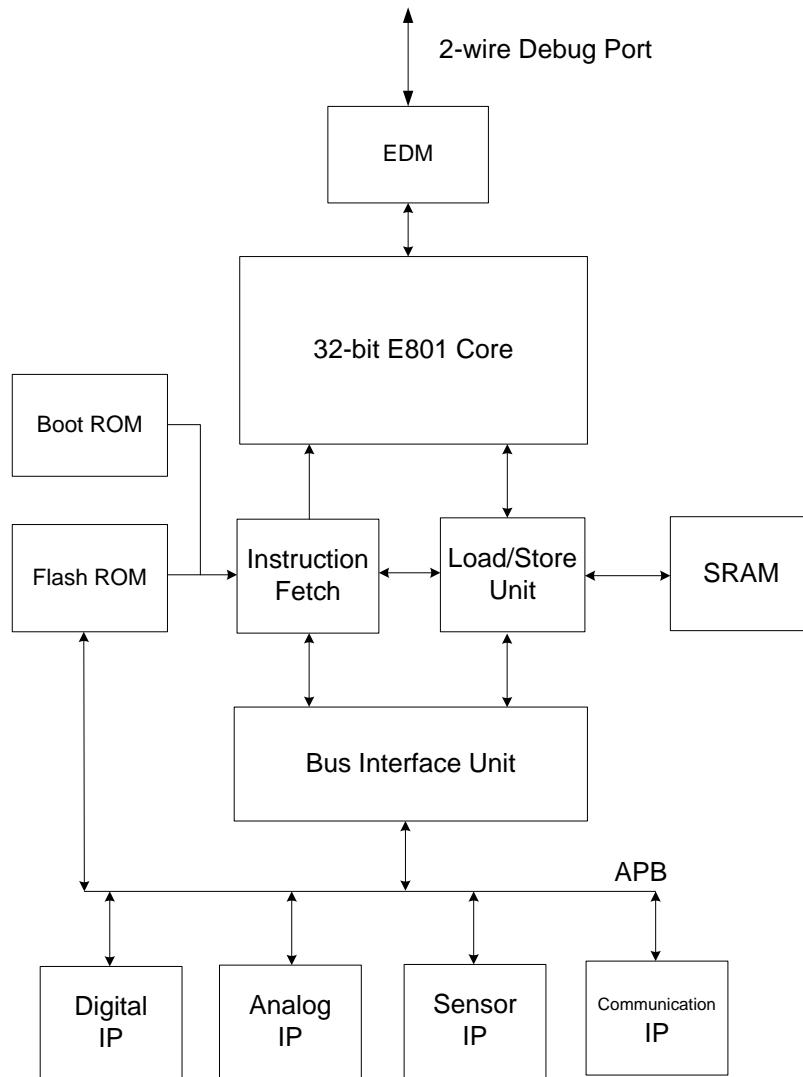 2-wire Debug Port
EDM
32-bit E801 Core
Boot ROM
Flash ROM
Instruction
Fetch
Load/Store
Unit
SRAM
Bus Interface Unit
APB
Digital
IP
Analog
IP
Sensor
IP
Communication
IP